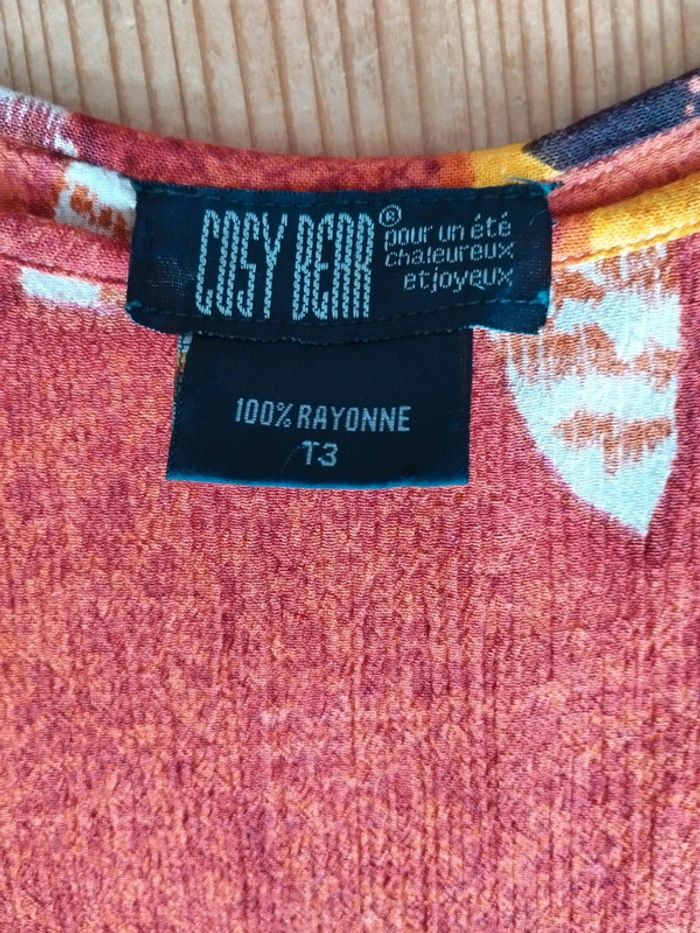 COSY BEAR®
pour un été
chaleureux
et joyeux
100% RAYONNE
T3